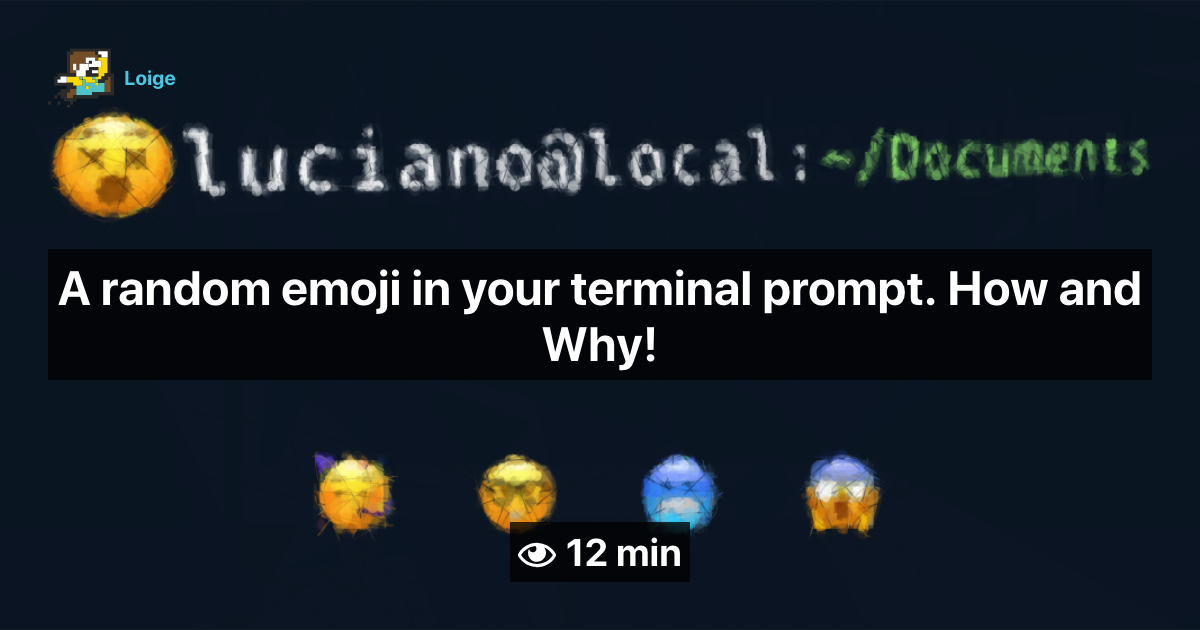 Loige
luciano@local:~/Documents
A random emoji in your terminal prompt. How and
Why!
12 min